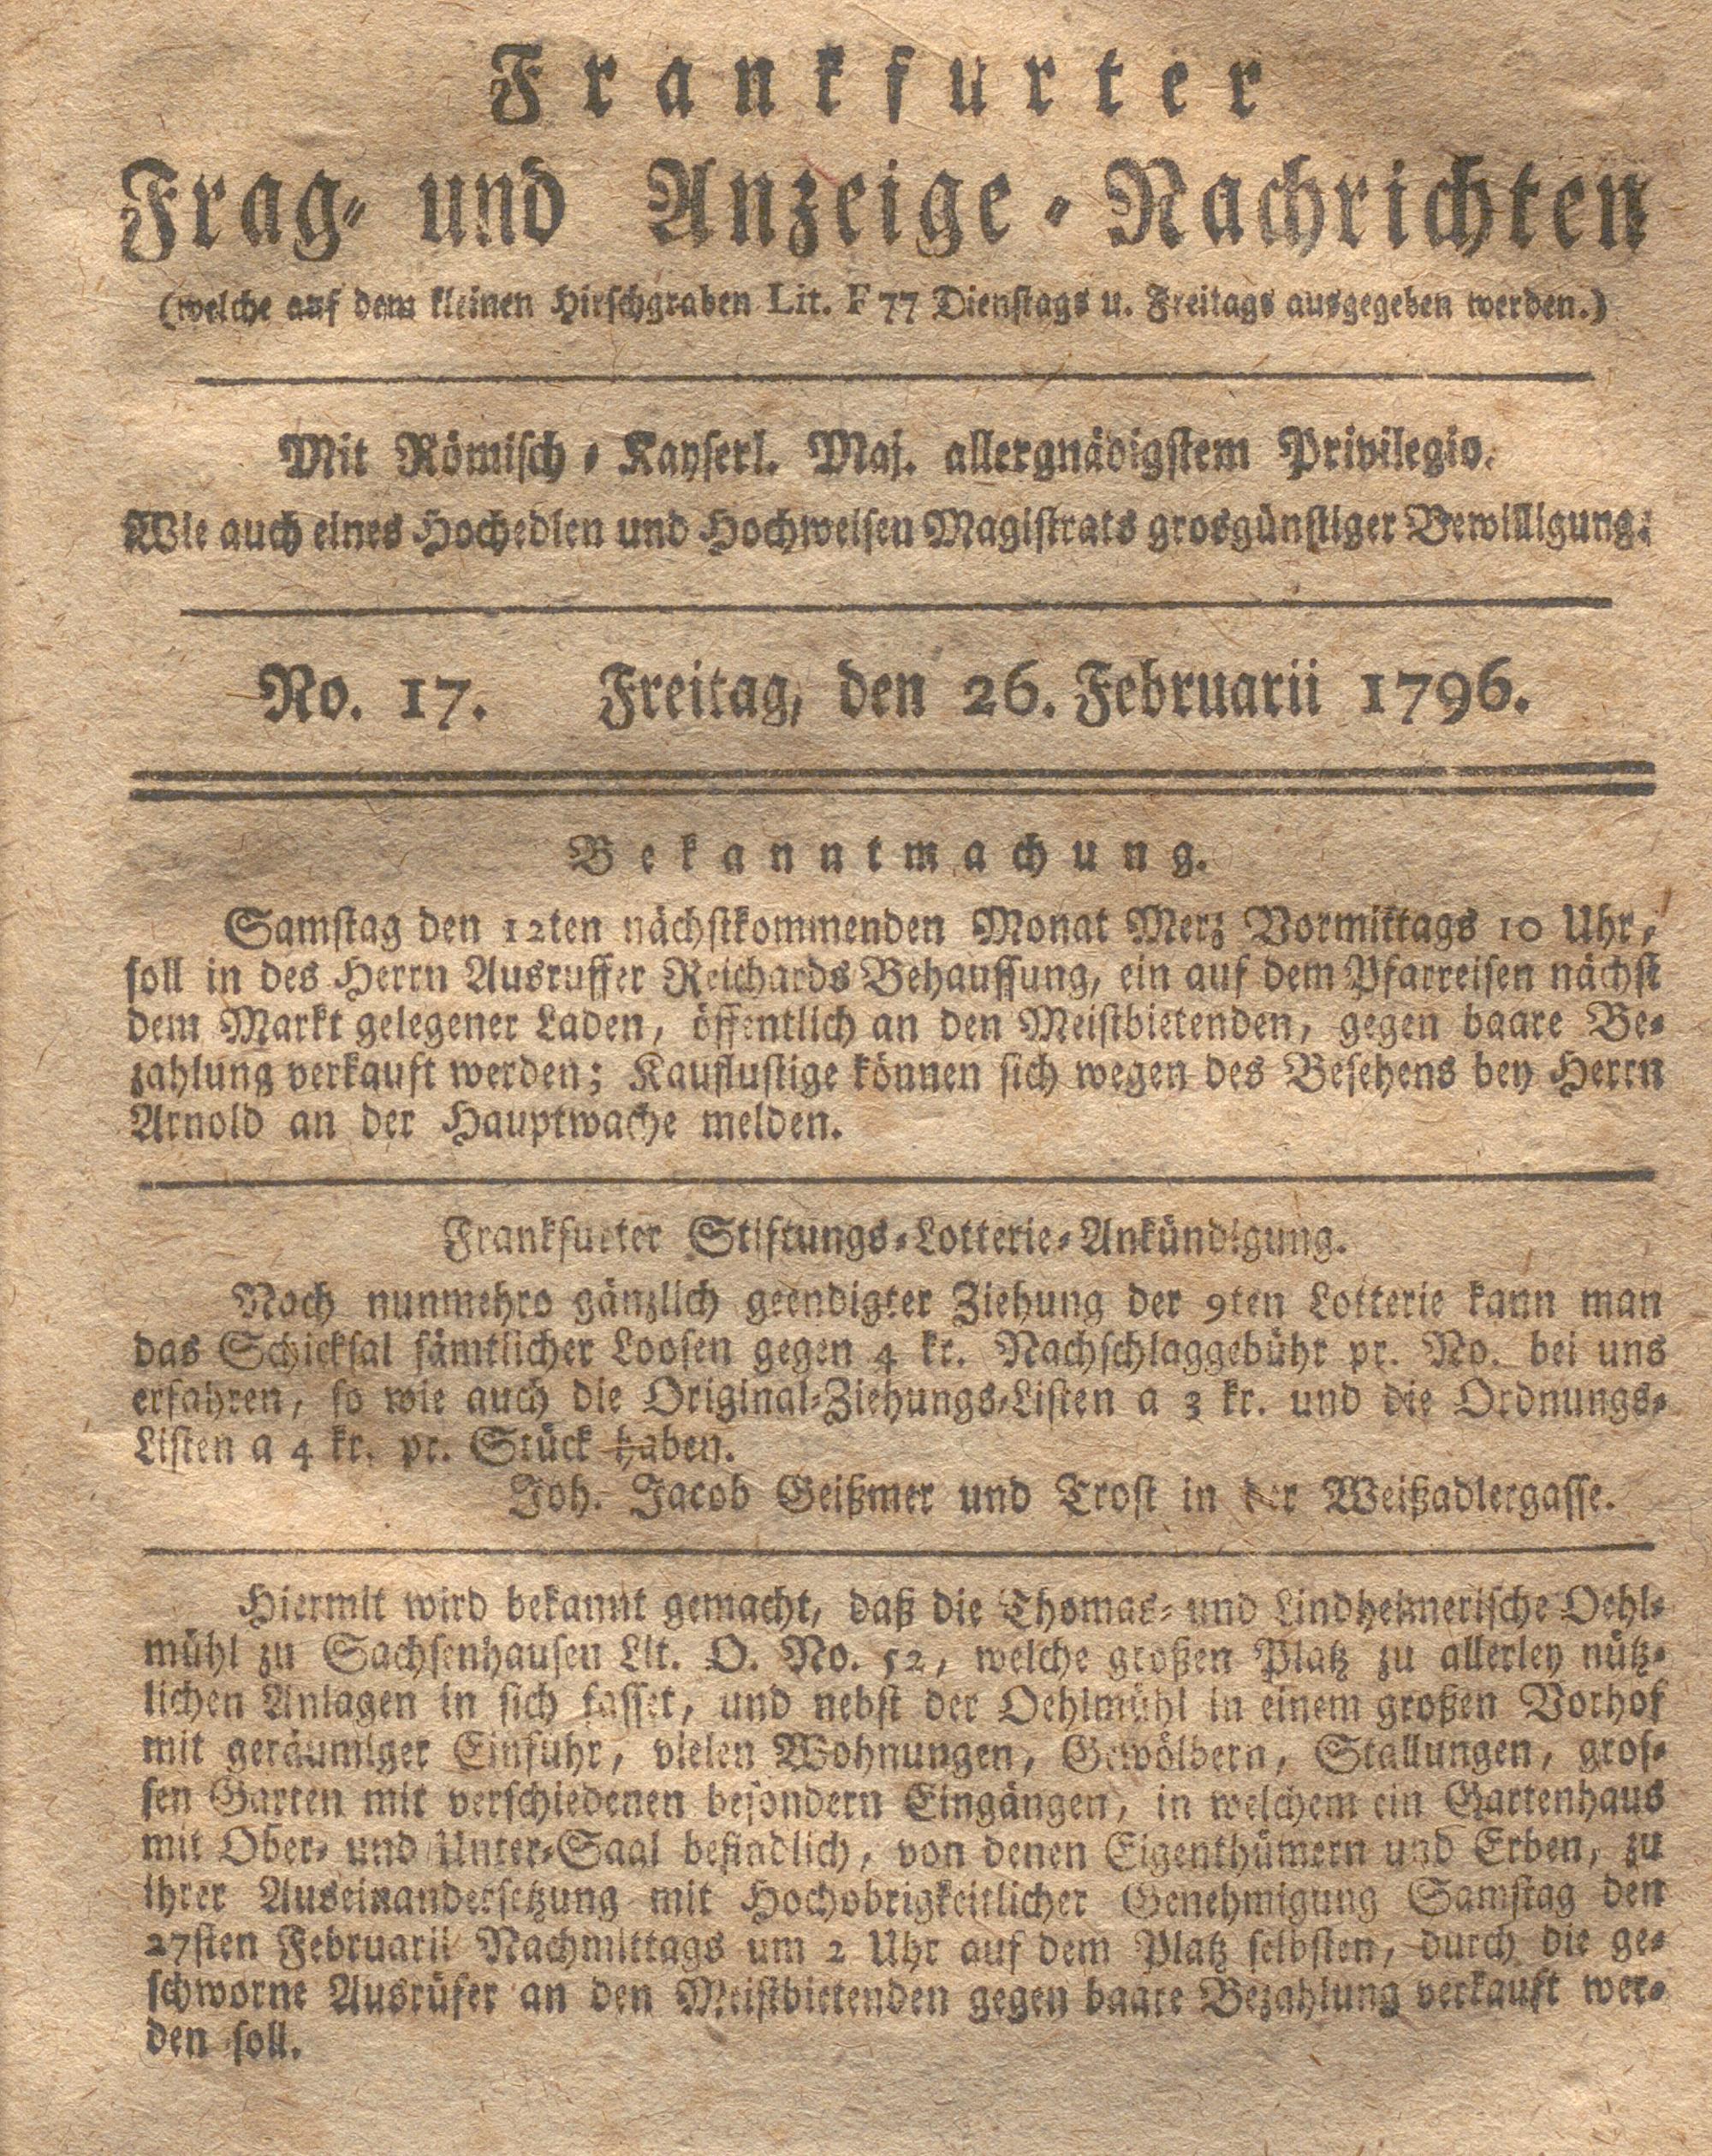 Frankfurter
Frag- und Anzeige-Nachrichten
(welche auf dem kleinen Hirschgraben Lit. F 77 Dienstags u. Freitags ausgegeben werden.)
Mit Römisch-Kayserl. Maj. allergnädigstem Privilegio.
Wie auch eines Hochedlen und Hochweisen Magistrats grosgünstiger Bewilligung.
No. 17. Freitag, den 26. Februarii 1796.
Bekanntmachung.
Samstag den 12ten nächstkommenden Monat Merz Vormittags 10 Uhr,
soll in des Herrn Ausruffer Reichards Behaussung, ein auf dem Pfarreisen nächst
dem Markt gelegener Laden, öffentlich an den Meistbietenden, gegen baare Be-
zahlung verkauft werden; Kauflustige können sich wegen des Besehens bey Herrn
Arnold an der Hauptwache melden.
Frankfurter Stiftungs-Lotterie-Ankündigung.
Nach nunmehro gänzlich geendigter Ziehung der 9ten Lotterie kann man
das Schicksal sämtlicher Loosen gegen 4 kr. Nachschlaggebühr pr. No. bei uns
erfahren, so wie auch die Original-Ziehungs-Listen a 3 kr. und die Ordnungs-
Listen a 4 kr. pr. Stück haben.
Joh. Jacob Geißmer und Trost in der Weißadlergasse.
Hiermit wird bekannt gemacht, daß die Thomas- und Lindheimerische Oehl-
mühl zu Sachsenhausen Lit. O. No. 52, welche großen Platz zu allerley nütz-
lichen Anlagen in sich fasset, und nebst der Oehlmühl in einem großen Vorhof
mit geräumiger Einfuhr, vielen Wohnungen, Gewölbern, Stallungen, gros-
sen Garten mit verschiedenen besondern Eingängen, in welchem ein Gartenhaus
mit Ober- und Unter-Saal befindlich, von denen Eigenthümern und Erben, zu
ihrer Auseinandersetzung mit Hochobrigkeitlicher Genehmigung Samstag den
27sten Februarii Nachmittags um 2 Uhr auf dem Platz selbsten, durch die ge-
schworne Ausrüfer an den Meistbietenden gegen baare Bezahlung verkauft wer-
den soll.